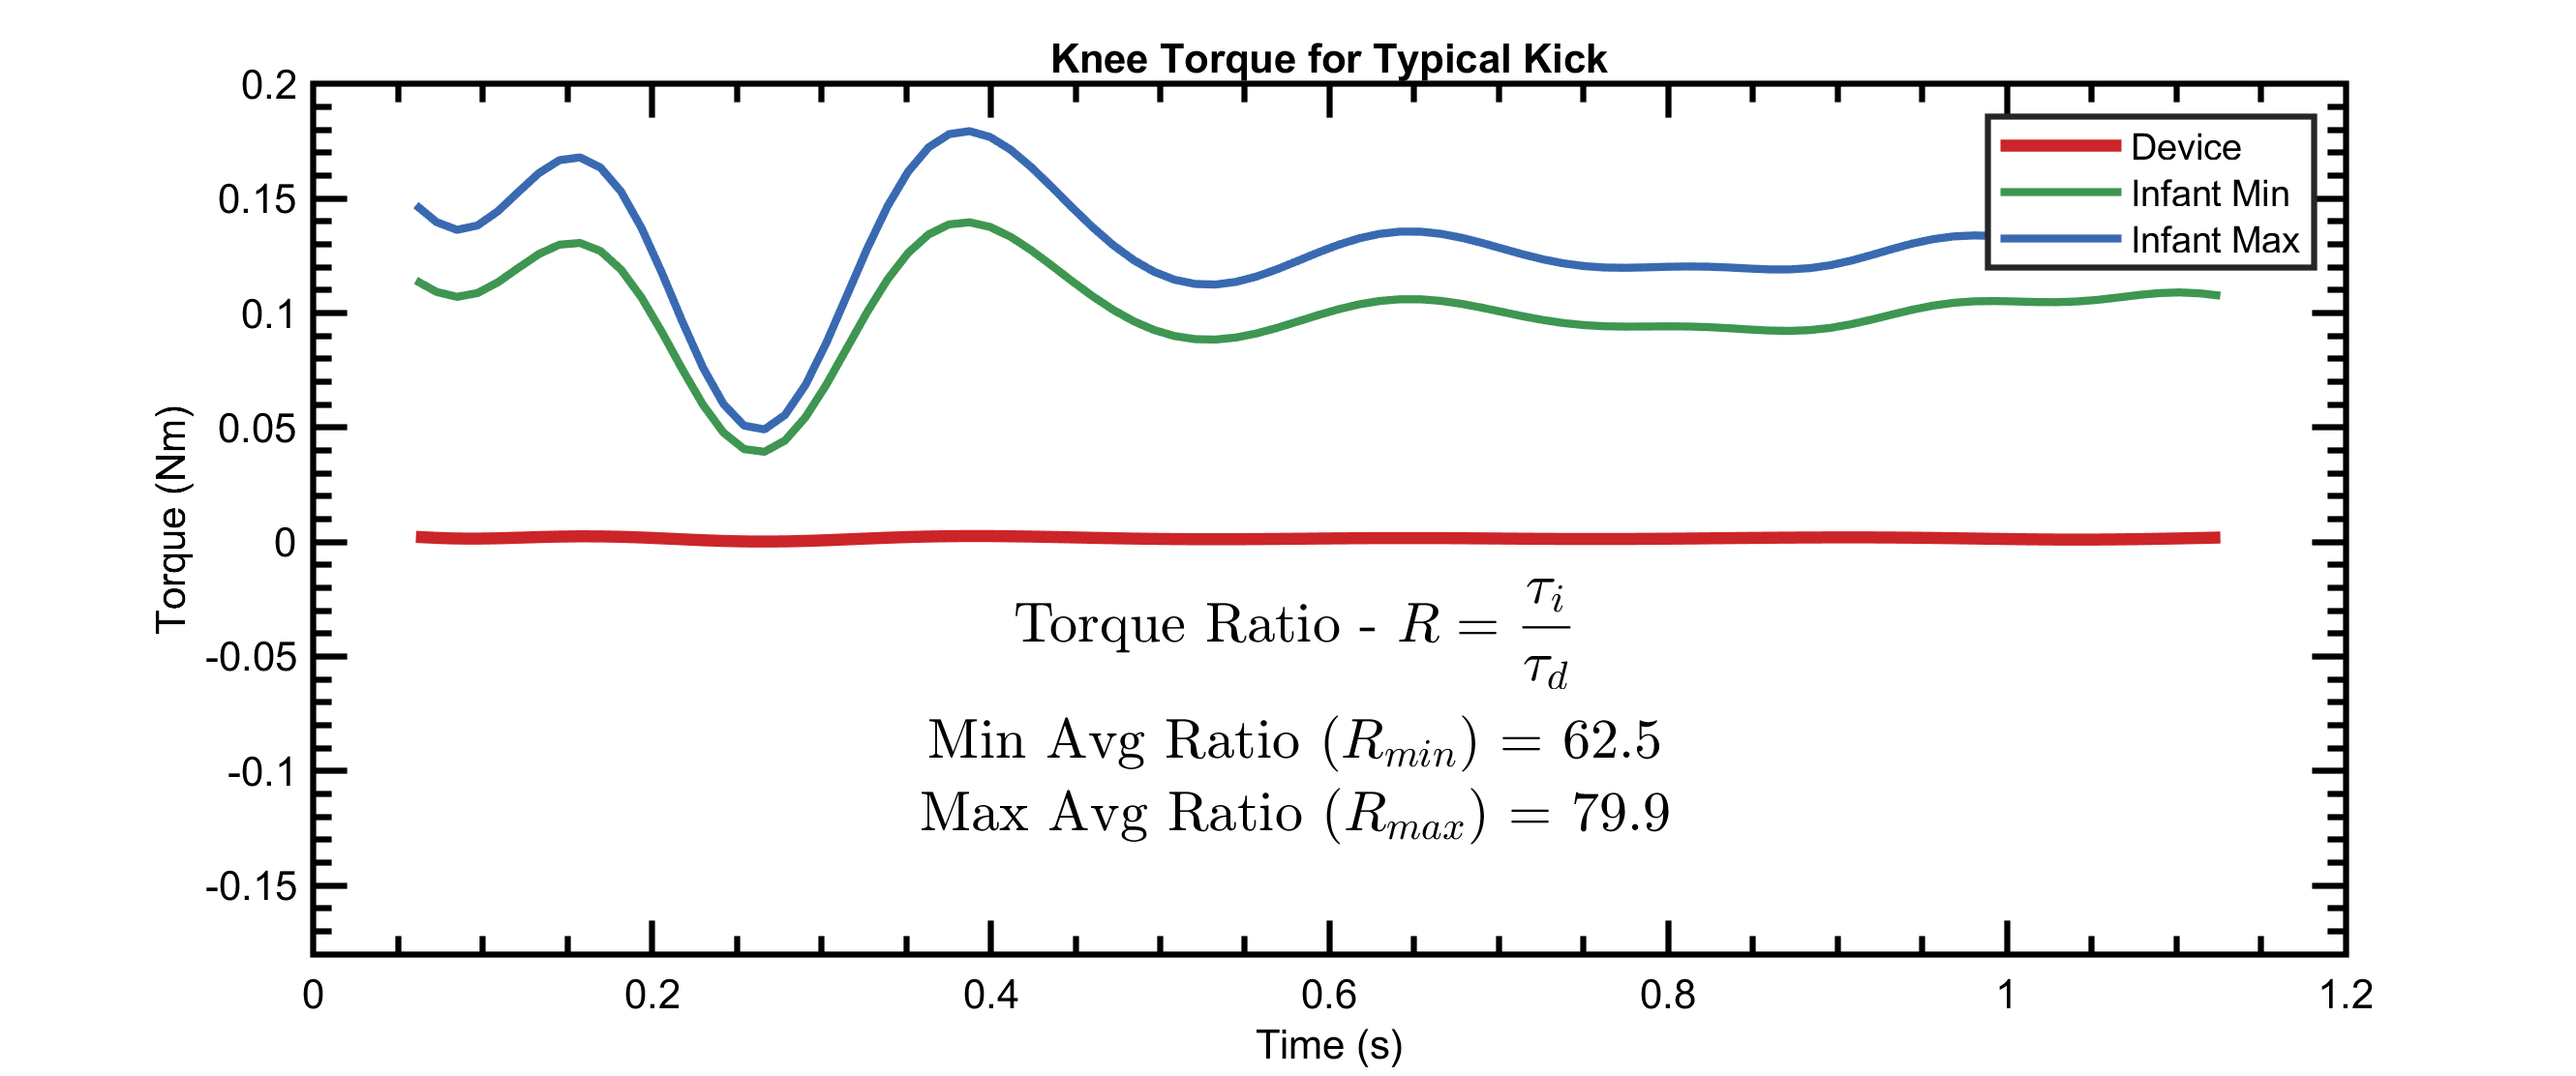 Knee Torque for Typical Kick
0.2
0.15
0.1
0.05
0
-0.05
-0.1
-0.15
Torque (Nm)
Device
Infant Min
Infant Max
Torque Ratio - R = τi/τd
Min Avg Ratio (Rmin) = 62.5
Max Avg Ratio (Rmax) = 79.9
0 0.2 0.4 0.6 0.8 1 1.2
Time (s)